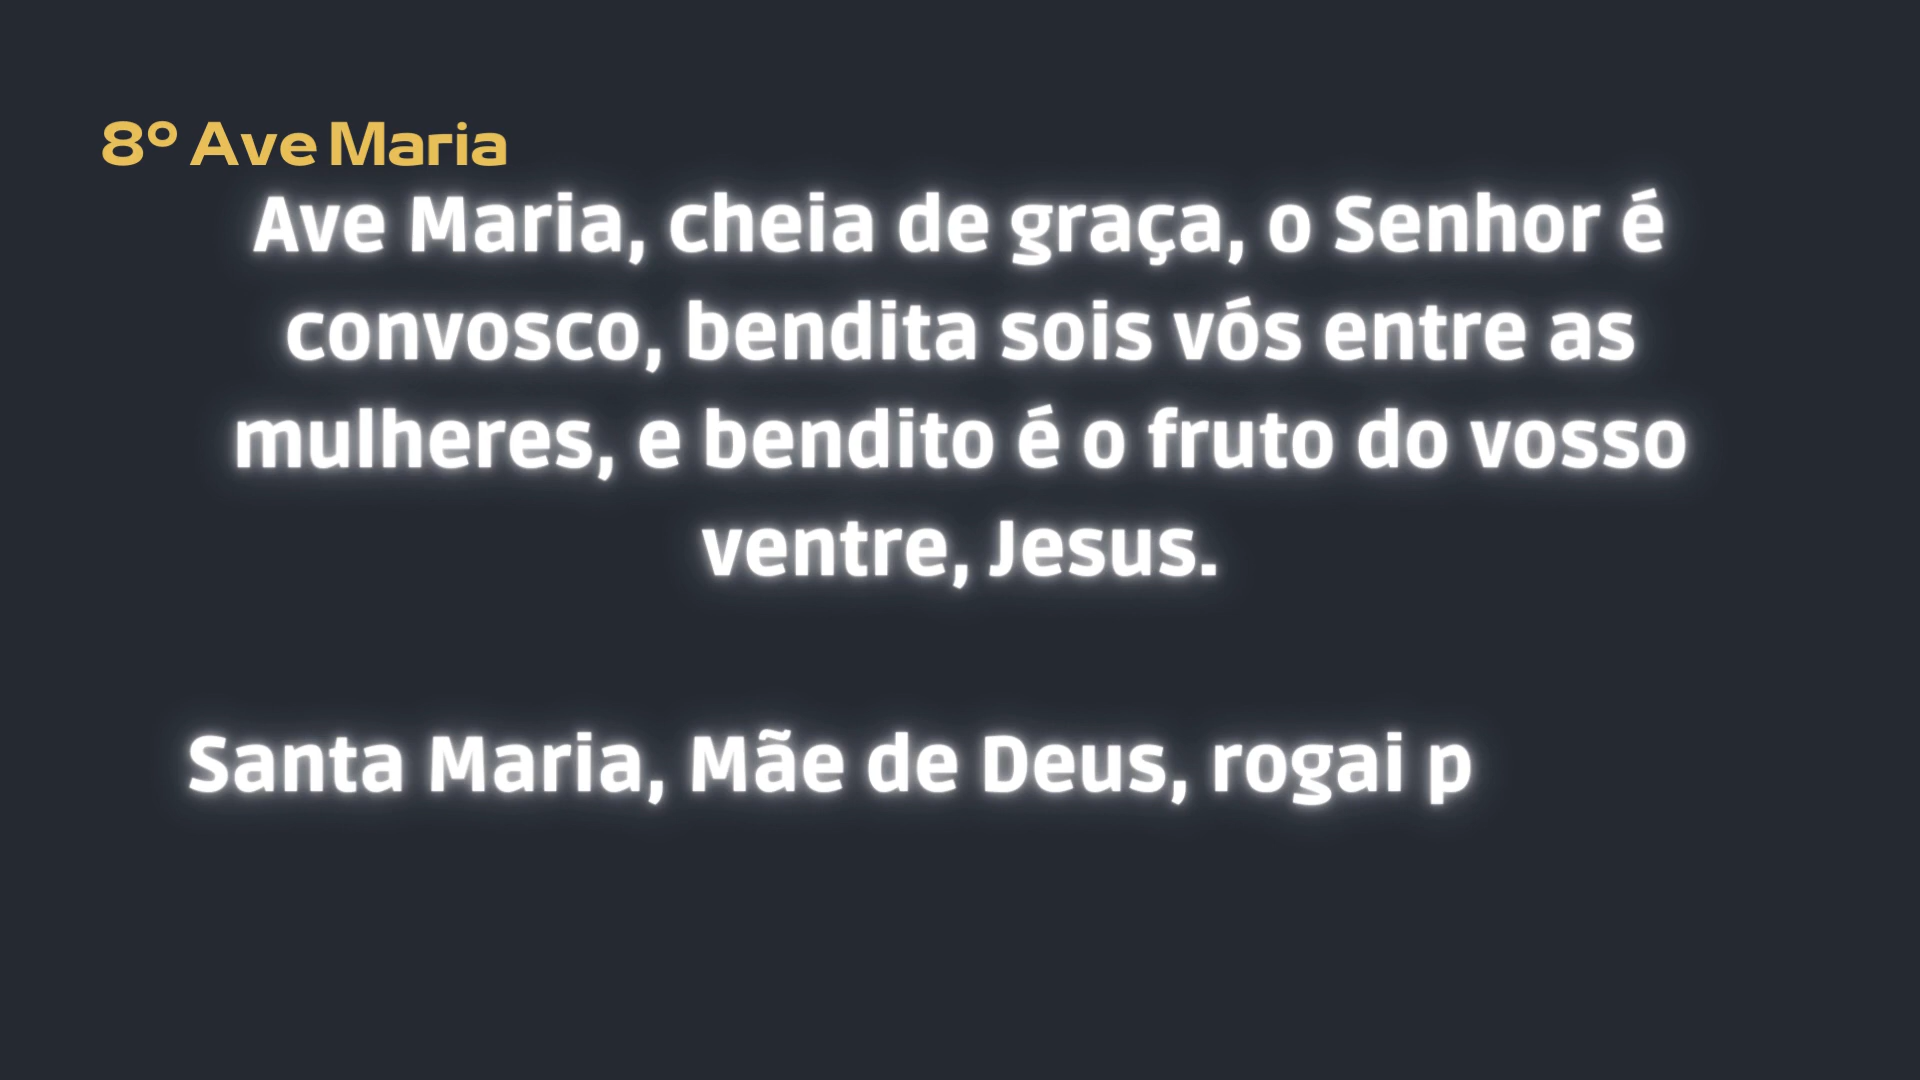 8º Ave Maria
Ave Maria, cheia de graça, o Senhor é
convosco, bendita sois vós entre as
mulheres, e bendito é o fruto do vosso
ventre, Jesus.
Santa Maria, Mãe de Deus, rogai p